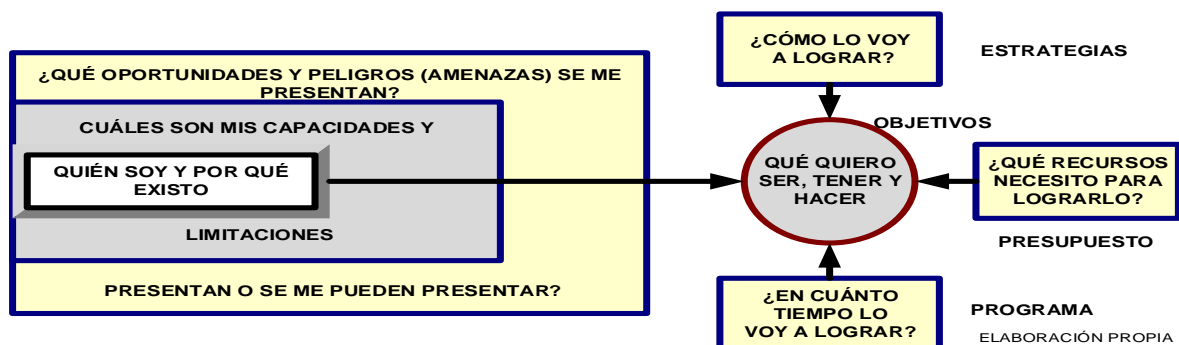 ¿QUÉ OPORTUNIDADES Y PELIGROS (AMENAZAS) SE ME
PRESENTAN?
CUÁLES SON MIS CAPACIDADES Y
QUIÉN SOY Y POR QUÉ
EXISTO
LIMITACIONES
PRESENTAN O SE ME PUEDEN PRESENTAR?
¿CÓMO LO VOY
A LOGRAR?
ESTRATEGIAS
OBJETIVOS
QUÉ QUIERO
SER, TENER Y
HACER
¿QUÉ RECURSOS
NECESITO PARA
LOGRARLO?
PRESUPUESTO
¿EN CUÁNTO
TIEMPO LO
VOY A LOGRAR?
PROGRAMA
ELABORACIÓN PROPIA